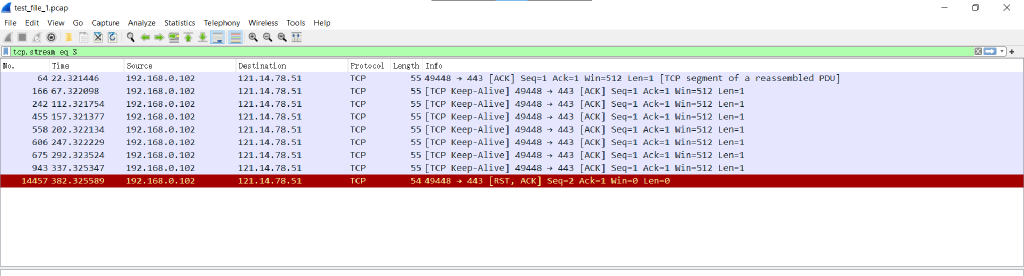 test_file_1.pcap
File Edit View Go Capture Analyze Statistics Telephony Wireless Tools Help
tcp.stream eq 3
No. Time Source Destination Protocol Length Info
64 22.321446 192.168.0.102 121.14.78.51 TCP 55 49448 → 443 [ACK] Seq=1 Ack=1 Win=512 Len=1 [TCP segment of a reassembled PDU]
166 67.322098 192.168.0.102 121.14.78.51 TCP 55 [TCP Keep-Alive] 49448 → 443 [ACK] Seq=1 Ack=1 Win=512 Len=1
242 112.321754 192.168.0.102 121.14.78.51 TCP 55 [TCP Keep-Alive] 49448 → 443 [ACK] Seq=1 Ack=1 Win=512 Len=1
455 157.321377 192.168.0.102 121.14.78.51 TCP 55 [TCP Keep-Alive] 49448 → 443 [ACK] Seq=1 Ack=1 Win=512 Len=1
558 202.322134 192.168.0.102 121.14.78.51 TCP 55 [TCP Keep-Alive] 49448 → 443 [ACK] Seq=1 Ack=1 Win=512 Len=1
606 247.322229 192.168.0.102 121.14.78.51 TCP 55 [TCP Keep-Alive] 49448 → 443 [ACK] Seq=1 Ack=1 Win=512 Len=1
675 292.323524 192.168.0.102 121.14.78.51 TCP 55 [TCP Keep-Alive] 49448 → 443 [ACK] Seq=1 Ack=1 Win=512 Len=1
943 337.325347 192.168.0.102 121.14.78.51 TCP 55 [TCP Keep-Alive] 49448 → 443 [ACK] Seq=1 Ack=1 Win=512 Len=1
14457 382.325589 192.168.0.102 121.14.78.51 TCP 54 49448 → 443 [RST, ACK] Seq=2 Ack=1 Win=0 Len=0